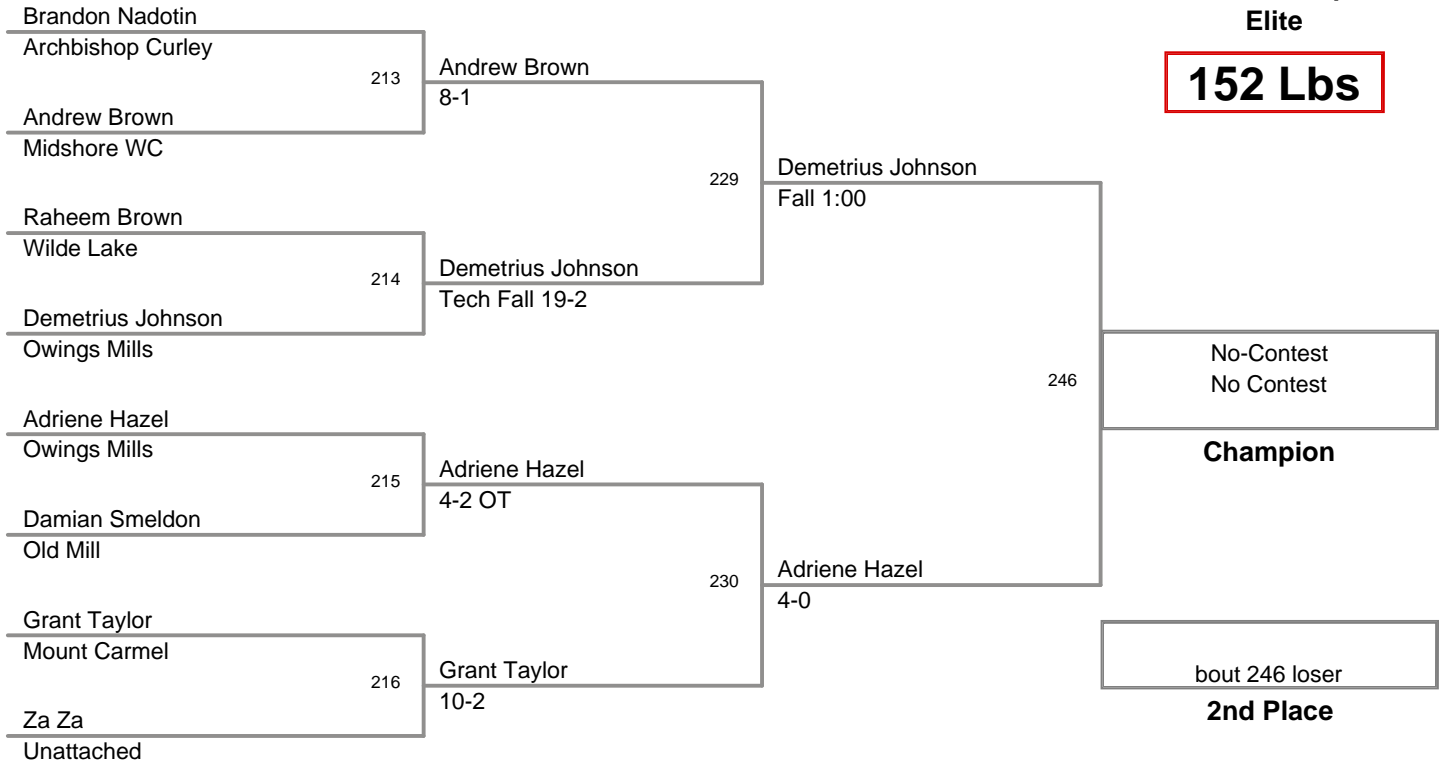 Elite
152 Lbs
Brandon Nadotin
Archbishop Curley
213
Andrew Brown
8-1
Andrew Brown
Midshore WC
229
Demetrius Johnson
Fall 1:00
Raheem Brown
Wilde Lake
214
Demetrius Johnson
Tech Fall 19-2
Demetrius Johnson
Owings Mills
246
No-Contest
No Contest
Champion
Adriene Hazel
Owings Mills
215
Adriene Hazel
4-2 OT
Damian Smeldon
Old Mill
230
Adriene Hazel
4-0
Grant Taylor
Mount Carmel
216
Grant Taylor
10-2
Za Za
Unattached
bout 246 loser
2nd Place